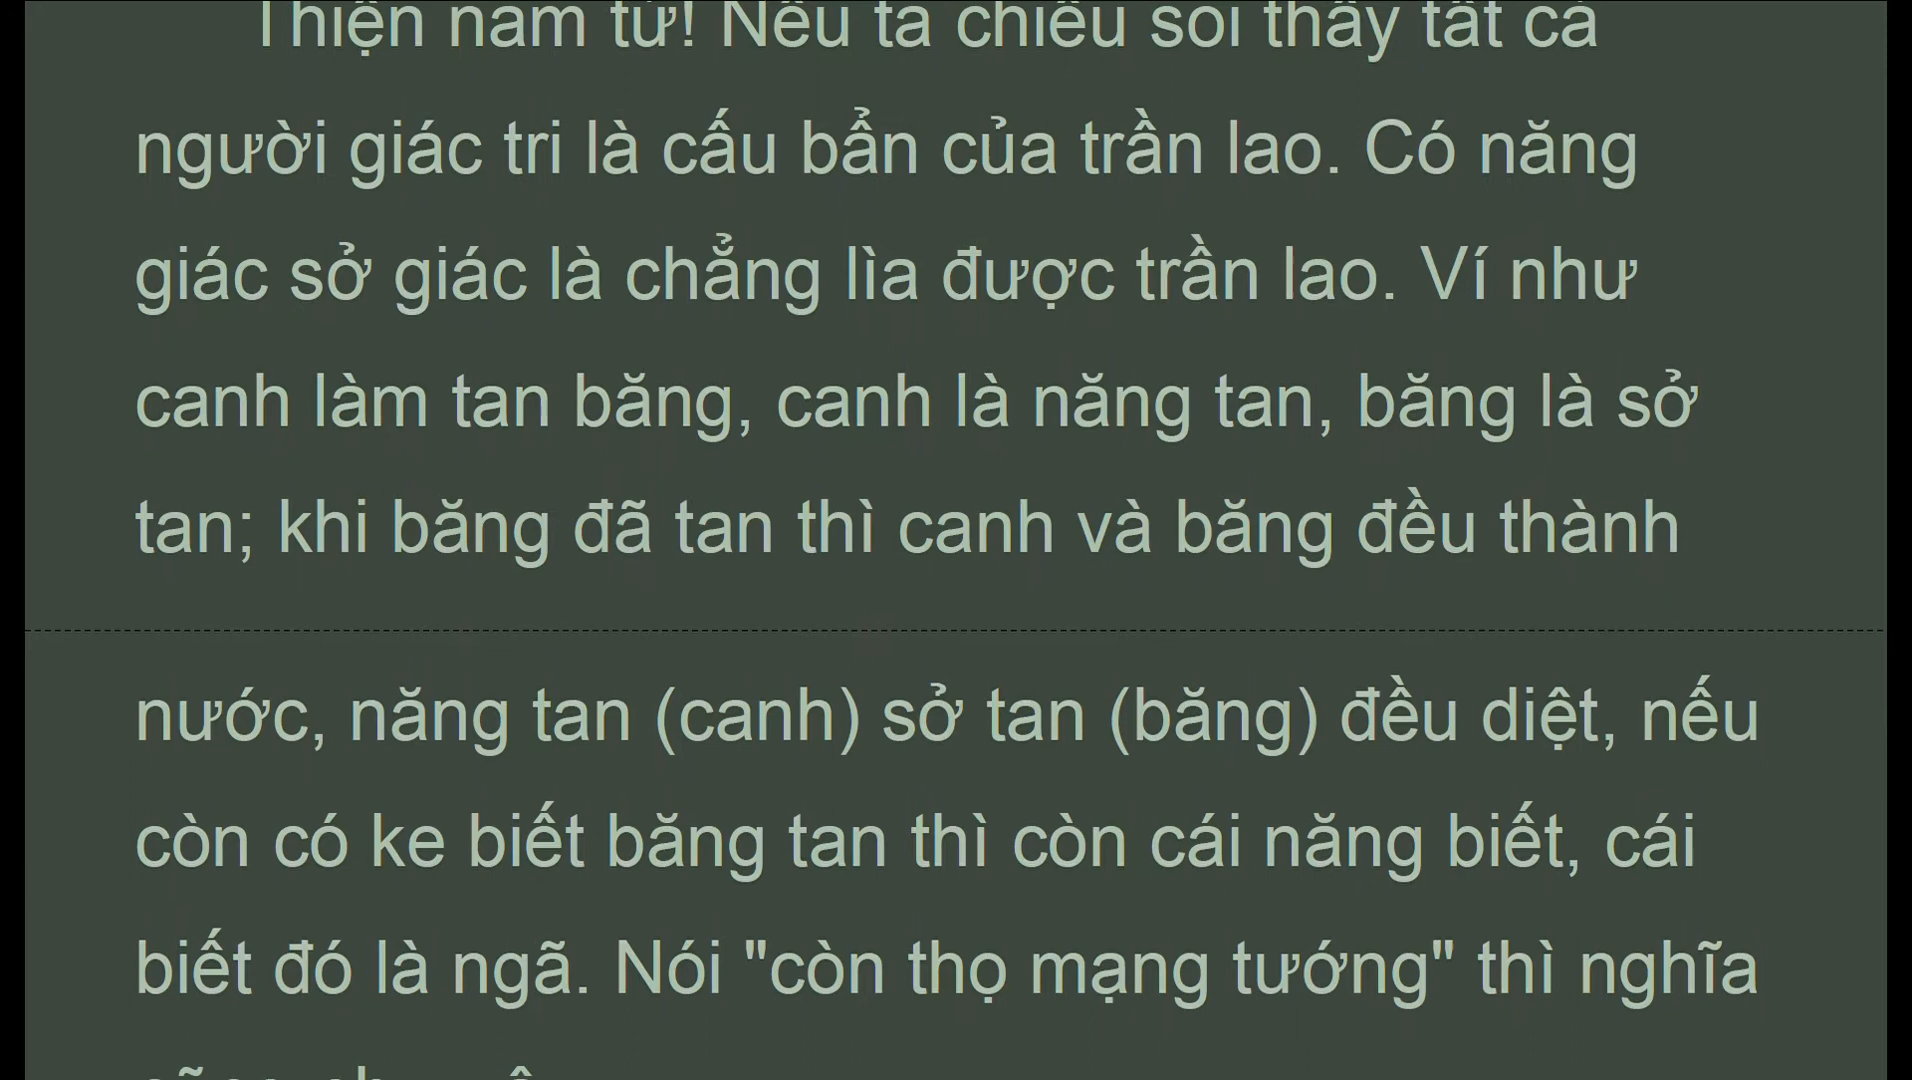 Thiện nam tử! Nếu ta chiếu soi thấy tất cả
người giác tri là cấu bẩn của trần lao. Có năng
giác sở giác là chẳng lìa được trần lao. Ví như
canh làm tan băng, canh là năng tan, băng là sở
tan; khi băng đã tan thì canh và băng đều thành
nước, năng tan (canh) sở tan (băng) đều diệt, nếu
còn có ke biết băng tan thì còn cái năng biết, cái
biết đó là ngã. Nói "còn thọ mạng tướng" thì nghĩa